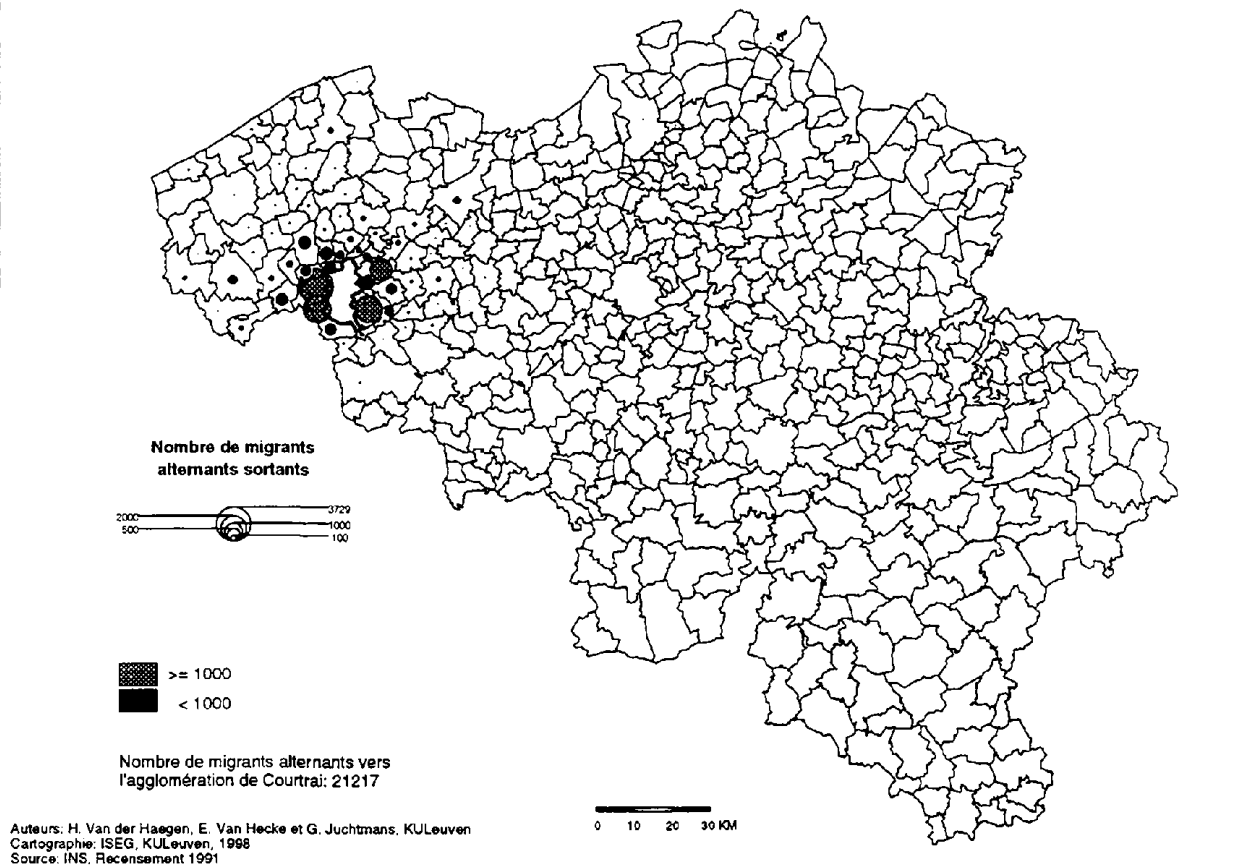 Nombre de migrants
alternants sortants
2000
500
3729
1000
100
>= 1000
< 1000
Nombre de migrants alternants vers
l'agglomération de Courtrai: 21217
0 10 20 30 KM
Auteurs: H. Van der Haegen, E. Van Hecke et G. Juchtmans, KULeuven
Cartographie: ISEG, KULeuven, 1998
Source: INS, Recensement 1991